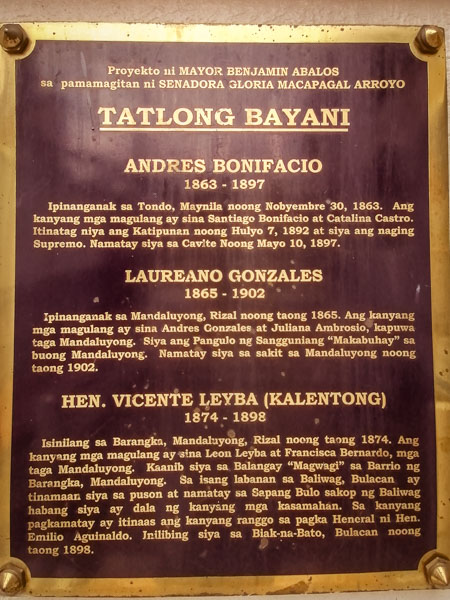 Proyekto ni MAYOR BENJAMIN ABALOS
sa pamamagitan ni SENADORA GLORIA MACAPAGAL ARROYO
TATLONG BAYANI
ANDRES BONIFACIO
1863 - 1897
Ipinanganak sa Tondo, Maynila noong Nobyembre 30, 1863. Ang
kanyang mga magulang ay sina Santiago Bonifacio at Catalina Castro.
Itinatag niya ang Katipunan noong Hulyo 7, 1892 at siya ang naging
Supremo. Namatay siya sa Cavite Noong Mayo 10, 1897.
LAUREANO GONZALES
1865 - 1902
Ipinanganak sa Mandaluyong, Rizal noong taong 1865. Ang kanyang
mga magulang ay sina Andres Gonzales at Juliana Ambrosio, kapuwa
taga Mandaluyong. Siya ang Pangulo ng Sangguniang "Makabuhay" sa
buong Mandaluyong. Namatay siya sa sakit sa Mandaluyong noong
taong 1902.
HEN. VICENTE LEYBA (KALENTONG)
1874 - 1898
Isinilang sa Barangka, Mandaluyong, Rizal noong taong 1874. Ang
kanyang mga magulang ay sina Leon Leyba at Francisca Bernardo, mga
taga Mandaluyong. Kaanib siya sa Balangay "Magwagi" sa Barrio ng
Barangka, Mandaluyong. Sa isang labanan sa Baliwag, Bulacan ay
tinamaan siya sa puson at namatay sa Sapang Bulo sakop ng Baliwag
habang siya ay dala ng kanyang mga kasamahan. Sa kanyang
pagkamatay ay itinaas ang kanyang ranggo sa pagka Heneral ni Hen.
Emilio Aguinaldo. Inilibing siya sa Biak-na-Bato, Bulacan noong
taong 1898.